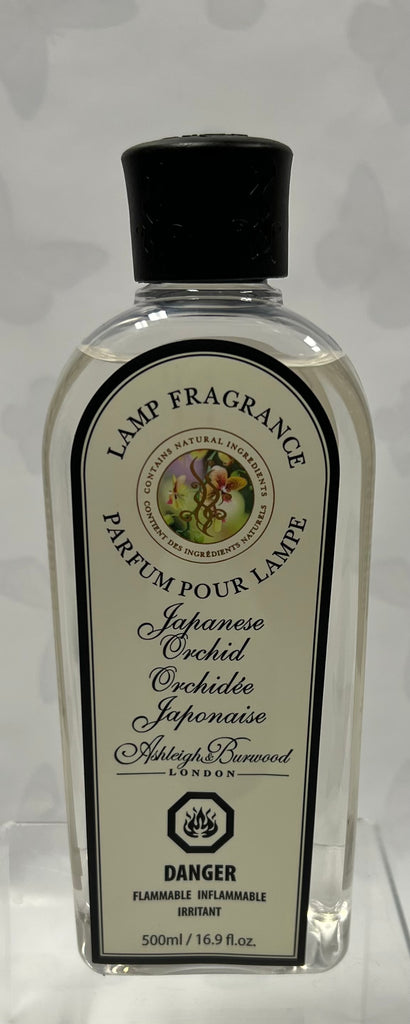 LAMP FRAGRANCE
CONTAINS NATURAL INGREDIENTS
CONTIENT DES INGRÉDIENTS NATURELS
PARFUM POUR LAMPE
Japanese
Orchid
Orchidée
Japonaise
Ashleigh & Burwood
LONDON
DANGER
FLAMMABLE INFLAMMABLE
IRRITANT
500ml / 16.9 fl.oz.